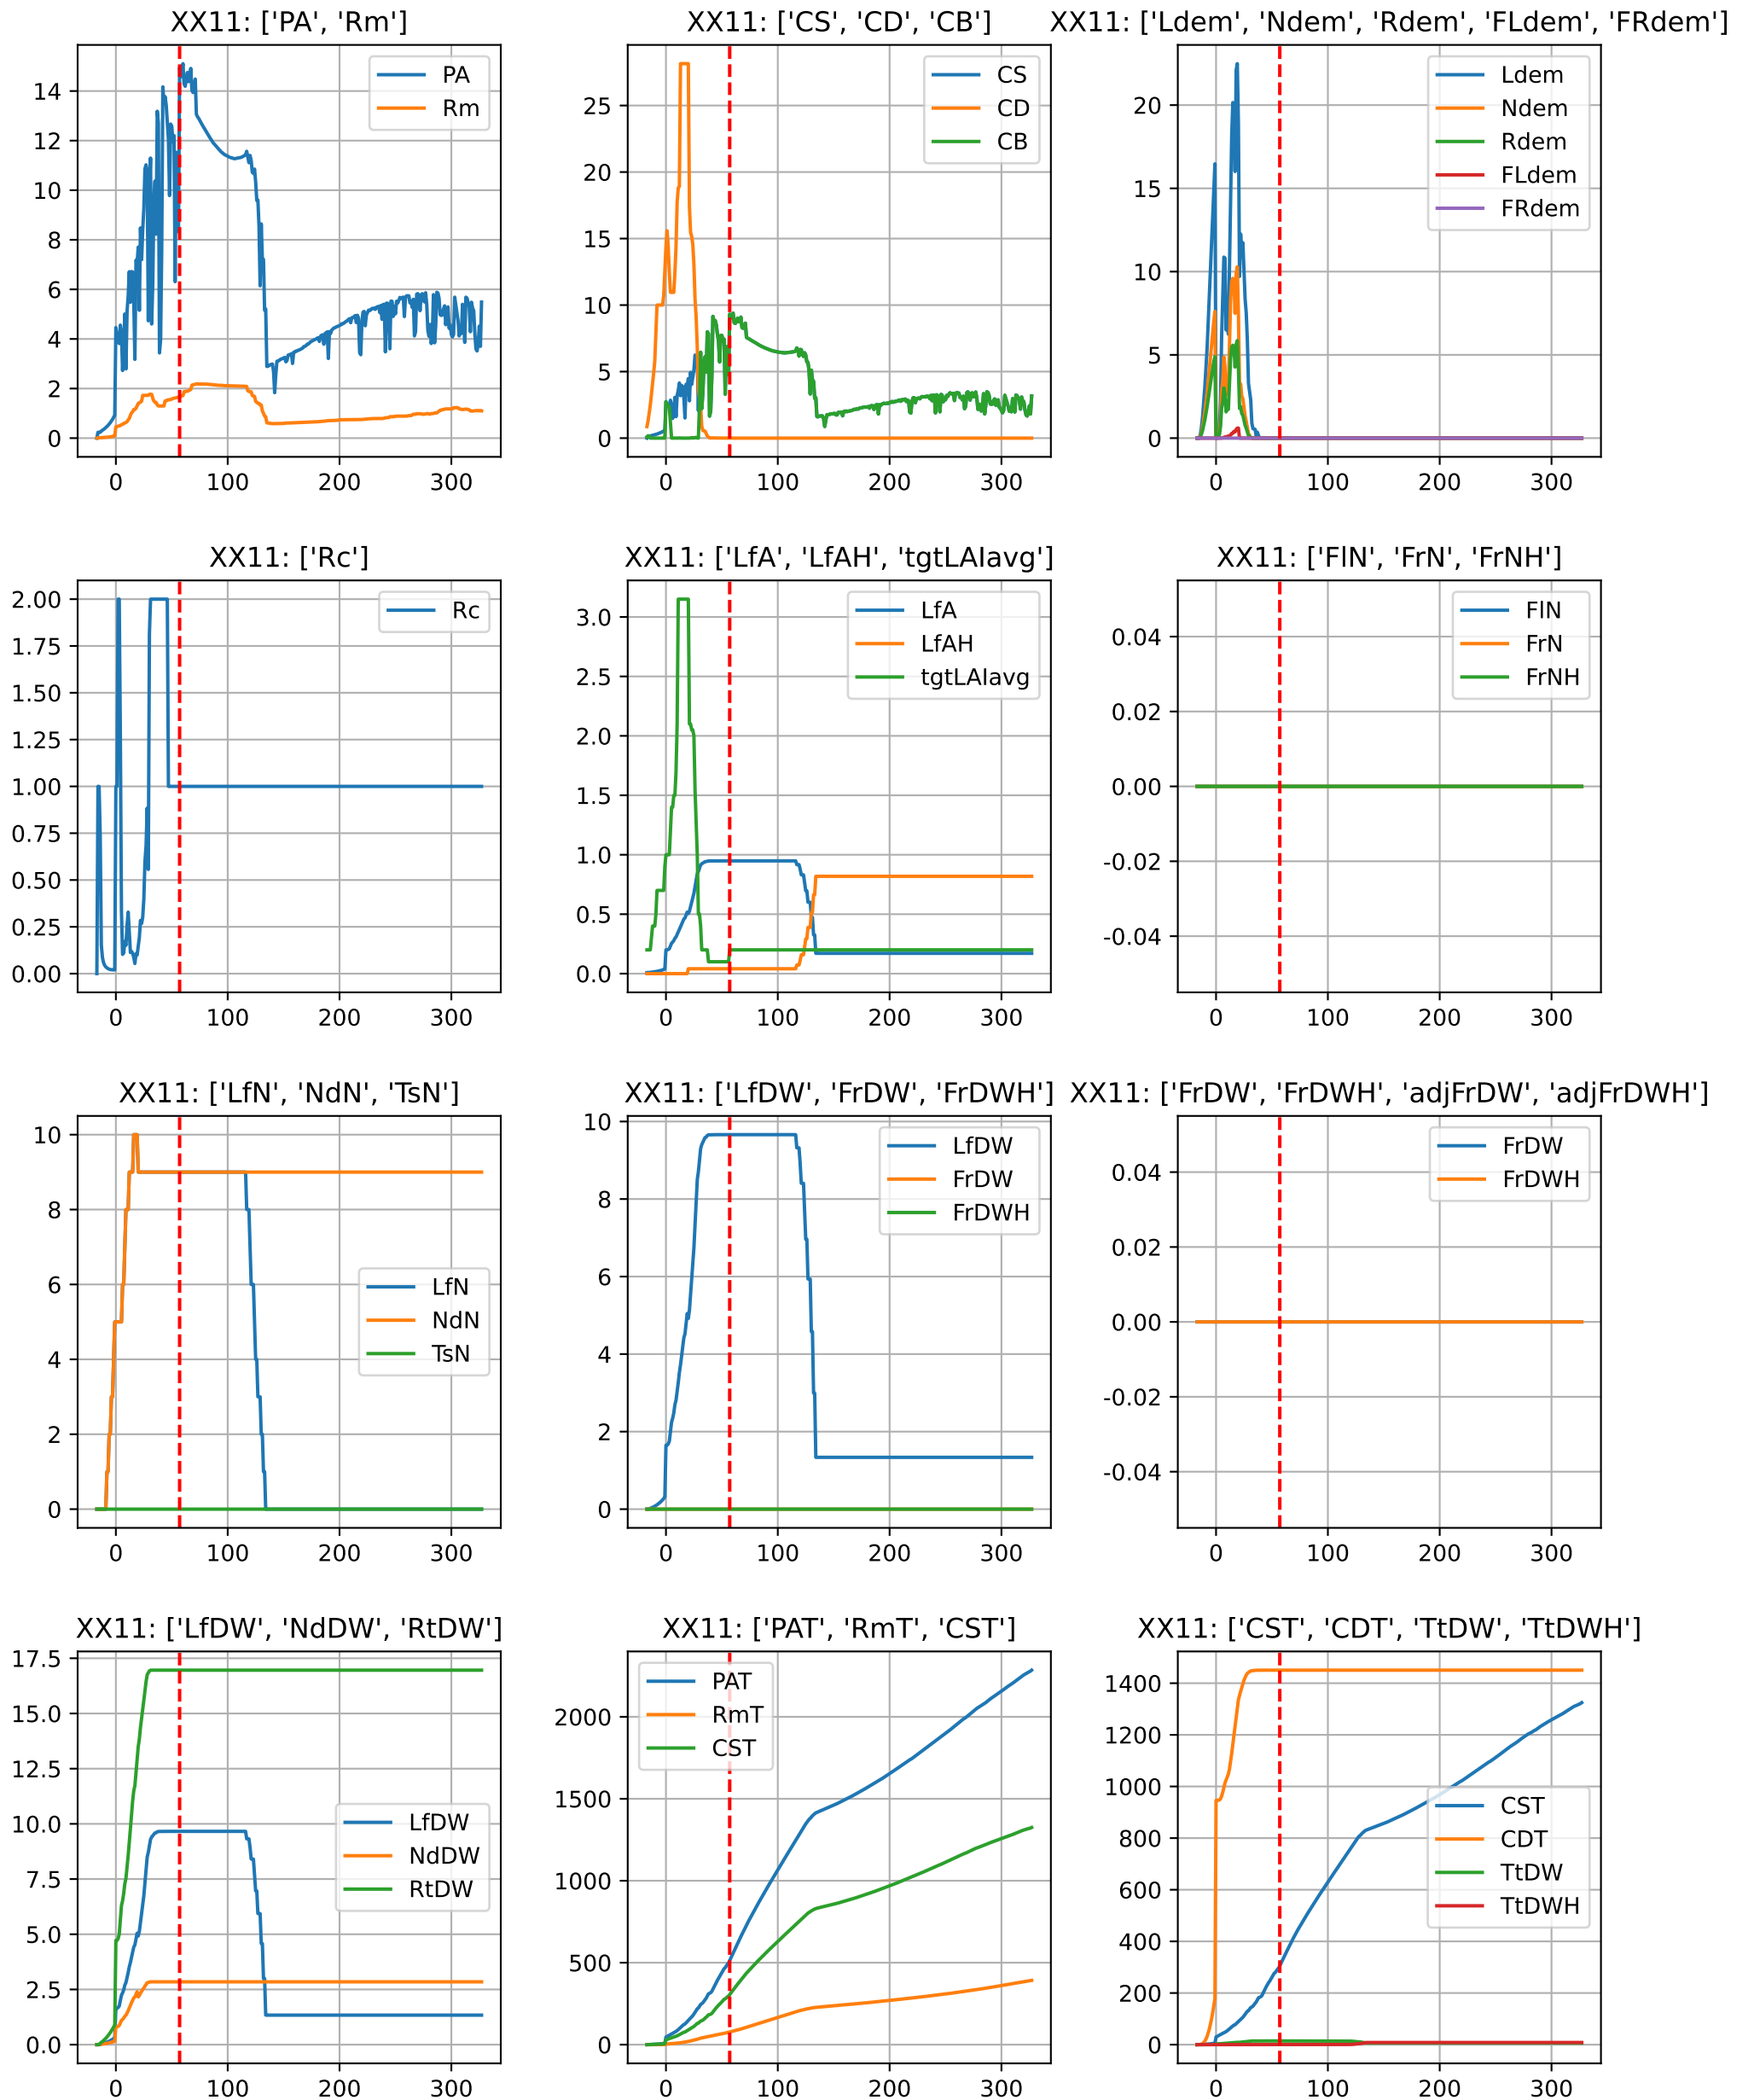 XX11: ['PA', 'Rm']
PA
Rm
14
12
10
8
6
4
2
0
0 100 200 300
XX11: ['CS', 'CD', 'CB']
CS
CD
CB
25
20
15
10
5
0
0 100 200 300
XX11: ['Ldem', 'Ndem', 'Rdem', 'FLdem', 'FRdem']
Ldem
Ndem
Rdem
FLdem
FRdem
20
15
10
5
0
0 100 200 300
XX11: ['Rc']
Rc
2.00
1.75
1.50
1.25
1.00
0.75
0.50
0.25
0.00
0 100 200 300
XX11: ['LfA', 'LfAH', 'tgtLAIavg']
LfA
LfAH
tgtLAIavg
3.0
2.5
2.0
1.5
1.0
0.5
0.0
0 100 200 300
XX11: ['FlN', 'FrN', 'FrNH']
FlN
FrN
FrNH
0.04
0.02
0.00
-0.02
-0.04
0 100 200 300
XX11: ['LfN', 'NdN', 'TsN']
LfN
NdN
TsN
10
8
6
4
2
0
0 100 200 300
XX11: ['LfDW', 'FrDW', 'FrDWH']
LfDW
FrDW
FrDWH
10
8
6
4
2
0
0 100 200 300
XX11: ['FrDW', 'FrDWH', 'adjFrDW', 'adjFrDWH']
FrDW
FrDWH
0.04
0.02
0.00
-0.02
-0.04
0 100 200 300
XX11: ['LfDW', 'NdDW', 'RtDW']
LfDW
NdDW
RtDW
17.5
15.0
12.5
10.0
7.5
5.0
2.5
0.0
0 100 200 300
XX11: ['PAT', 'RmT', 'CST']
PAT
RmT
CST
2000
1500
1000
500
0
0 100 200 300
XX11: ['CST', 'CDT', 'TtDW', 'TtDWH']
CST
CDT
TtDW
TtDWH
1400
1200
1000
800
600
400
200
0
0 100 200 300